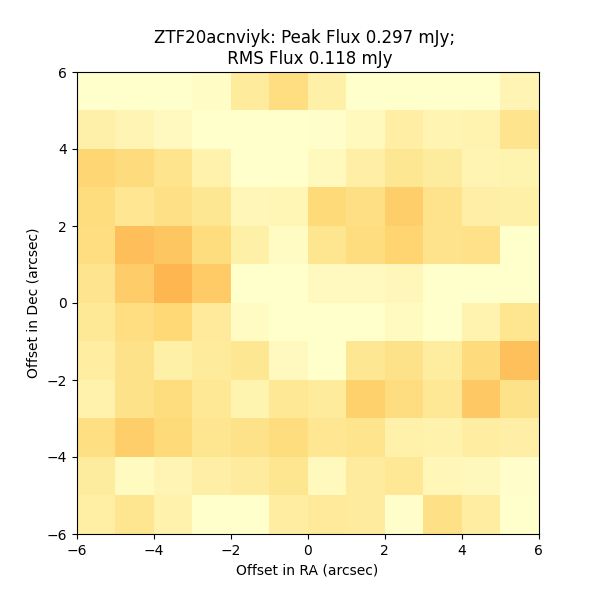 ZTF20acnviyk: Peak Flux 0.297 mJy;
RMS Flux 0.118 mJy
6
4
2
0
−2
−4
−6
Offset in Dec (arcsec)
−6 −4 −2 0 2 4 6
Offset in RA (arcsec)